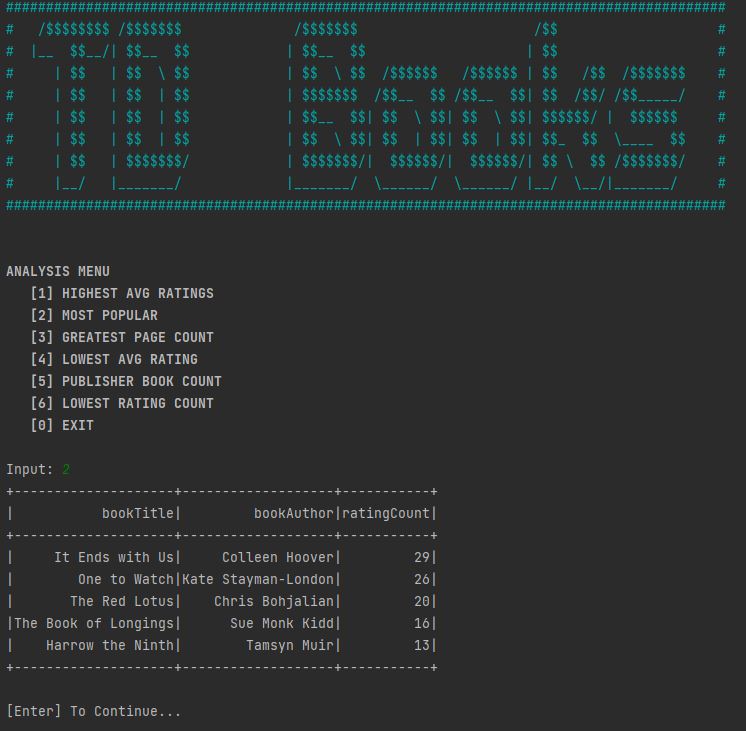 ##########################################################################################
#   /$$$$$$$$ /$$$$$$$              /$$$$$$$                      /$$                    #
#  |__  $$__/| $$__  $$            | $$__  $$                    | $$                    #
#     | $$   | $$  \ $$            | $$  \ $$  /$$$$$$   /$$$$$$ | $$   /$$  /$$$$$$$    #
#     | $$   | $$  | $$            | $$$$$$$  /$$__  $$ /$$__  $$| $$  /$$/ /$$_____/    #
#     | $$   | $$  | $$            | $$__  $$| $$  \ $$| $$  \ $$| $$$$$$/ |  $$$$$$     #
#     | $$   | $$  | $$            | $$  \ $$| $$  | $$| $$  | $$| $$_  $$  \____  $$    #
#     | $$   | $$$$$$$/            | $$$$$$$/|  $$$$$$/|  $$$$$$/| $$ \  $$ /$$$$$$$/    #
#     |__/   |_______/             |_______/  \______/  \______/ |__/  \__/|_______/     #
##########################################################################################
ANALYSIS MENU
   [1] HIGHEST AVG RATINGS
   [2] MOST POPULAR
   [3] GREATEST PAGE COUNT
   [4] LOWEST AVG RATING
   [5] PUBLISHER BOOK COUNT
   [6] LOWEST RATING COUNT
   [0] EXIT
Input: 2
+--------------------+-------------------+-----------+
|           bookTitle|         bookAuthor|ratingCount|
+--------------------+-------------------+-----------+
|     It Ends with Us|     Colleen Hoover|         29|
|        One to Watch|Kate Stayman-London|         26|
|       The Red Lotus|    Chris Bohjalian|         20|
|The Book of Longings|      Sue Monk Kidd|         16|
|    Harrow the Ninth|        Tamsyn Muir|         13|
+--------------------+-------------------+-----------+
[Enter] To Continue...